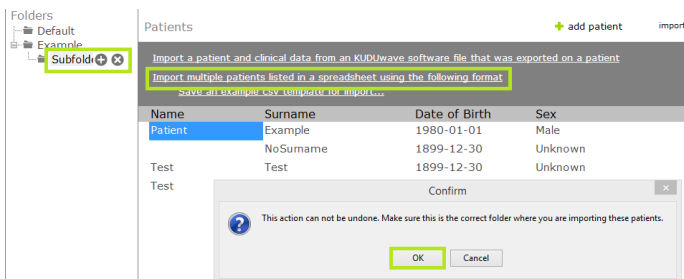 Folders
Default
Example
Subfolde
Patients
add patient
import
Import a patient and clinical data from an KUDUwave software file that was exported on a patient
Import multiple patients listed in a spreadsheet using the following format
Save an example csv template for import...
Name Surname Date of Birth Sex
Patient Example 1980-01-01 Male
NoSurname 1899-12-30 Unknown
Test Test 1899-12-30 Unknown
Test
Confirm
This action can not be undone. Make sure this is the correct folder where you are importing these patients.
OK Cancel